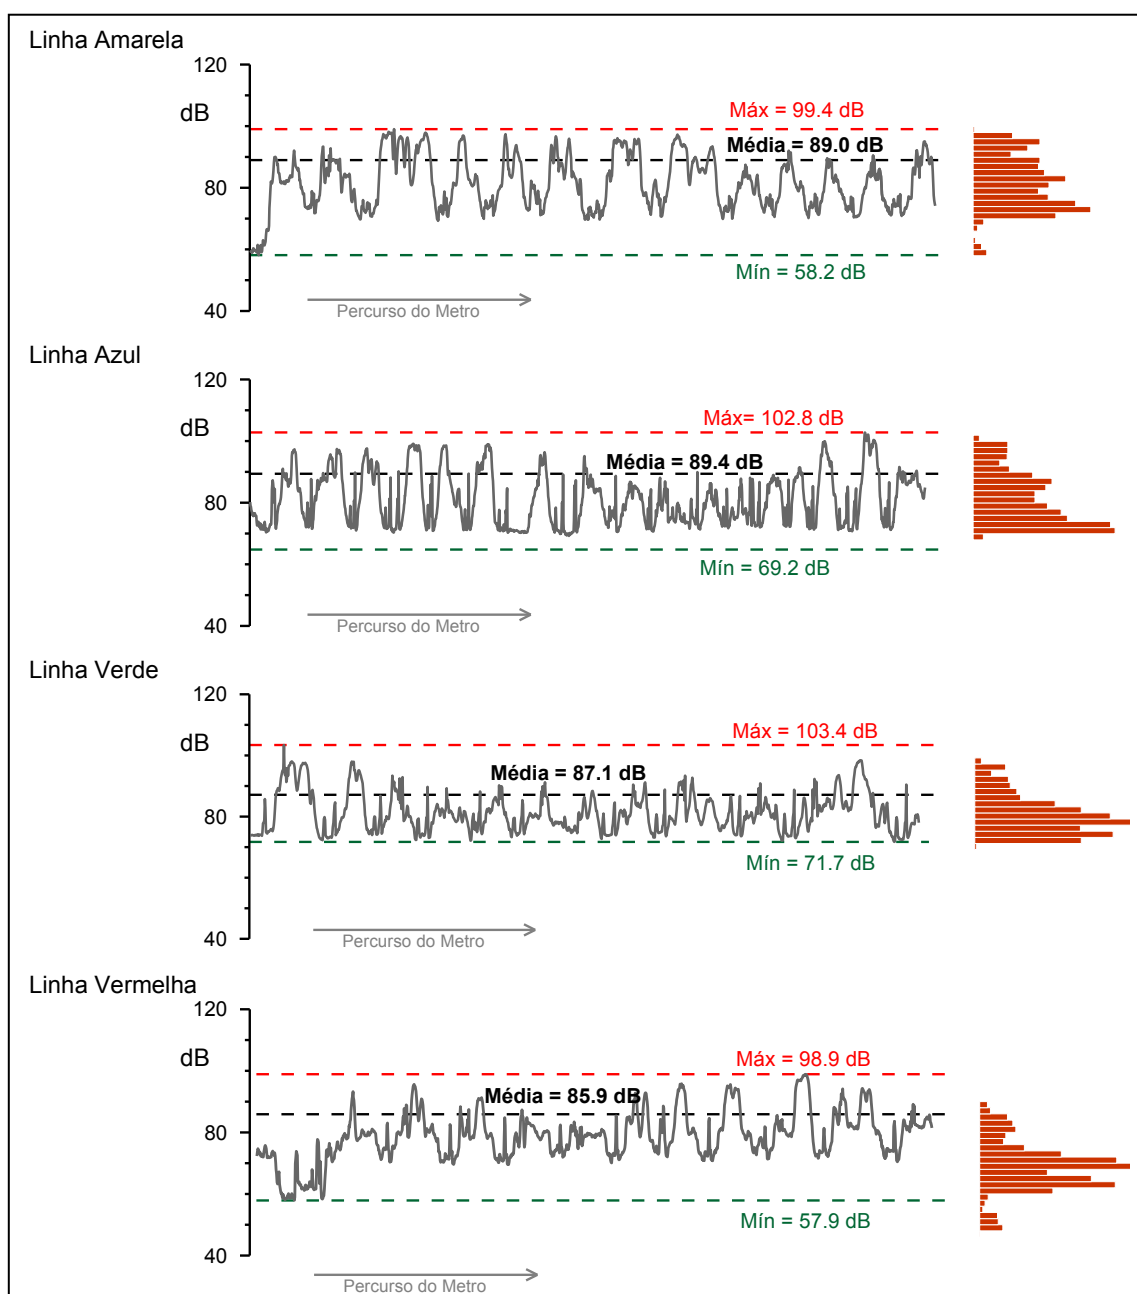 Linha Amarela
120
dB
Máx = 99.4 dB
Média = 89.0 dB
80
Mín = 58.2 dB
40
Percurso do Metro
Linha Azul
120
dB
Máx= 102.8 dB
Média = 89.4 dB
80
Mín = 69.2 dB
40
Percurso do Metro
Linha Verde
120
dB
Máx = 103.4 dB
Média = 87.1 dB
80
Mín = 71.7 dB
40
Percurso do Metro
Linha Vermelha
120
dB
Máx = 98.9 dB
Média = 85.9 dB
80
Mín = 57.9 dB
40
Percurso do Metro